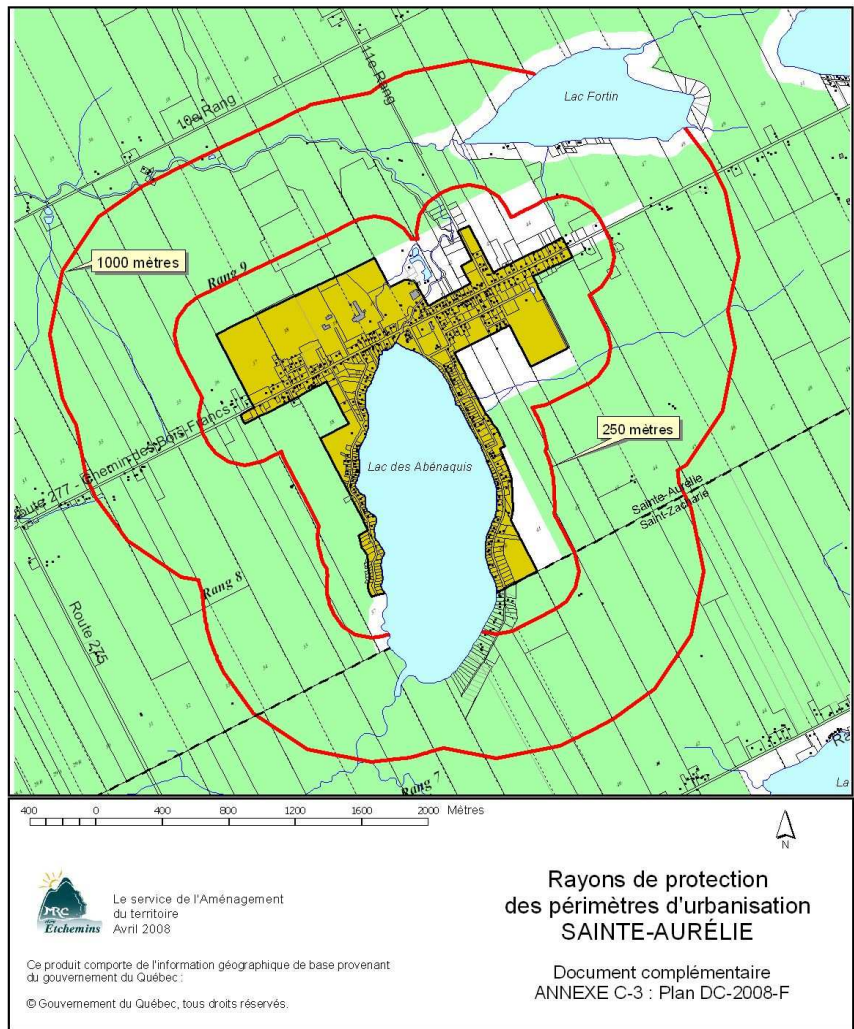 Lac Fortin
11e Rang
10e Rang
1000 mètres
Rang 9
250 mètres
Lac des Abénaquis
Route 277 - Chemin des Bois-Francs
Sainte-Aurélie
Saint-Zacharie
Rang 8
Route 275
Rang 7
La
400 0 400 800 1200 1600 2000 Mètres
N
MRC
des
Etchemins
Le service de l'Aménagement
du territoire
Avril 2008
Rayons de protection
des périmètres d'urbanisation
SAINTE-AURÉLIE
Ce produit comporte de l'information géographique de base provenant
du gouvernement du Québec :
Document complémentaire
ANNEXE C-3 : Plan DC-2008-F
© Gouvernement du Québec, tous droits réservés.